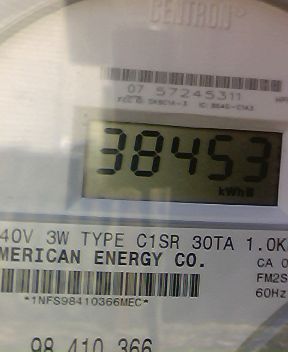 CENTRON
07 57245311
38453
kWh
40V 3W TYPE C1SR 30TA 1.0K
MERICAN ENERGY CO.
CA 0
FM2S
60Hz
*1NFS98410366MEC*
98 410 366